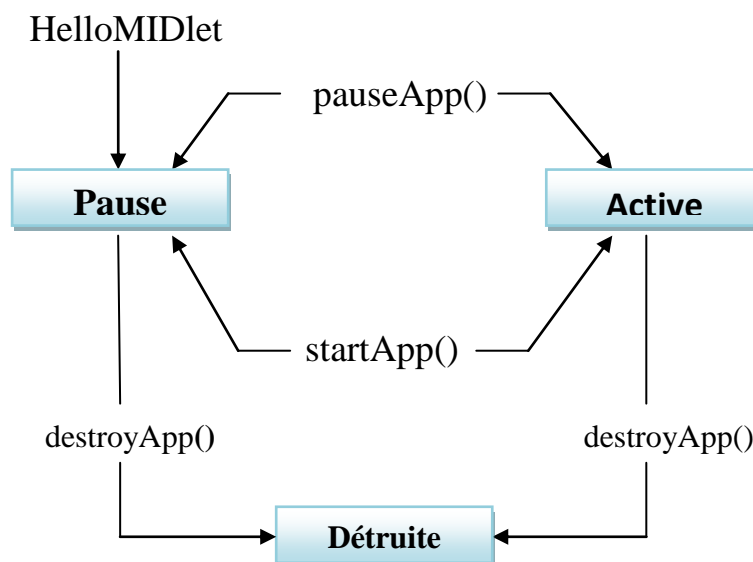 HelloMIDlet
pauseApp()
Pause
Active
startApp()
destroyApp()
destroyApp()
Détruite